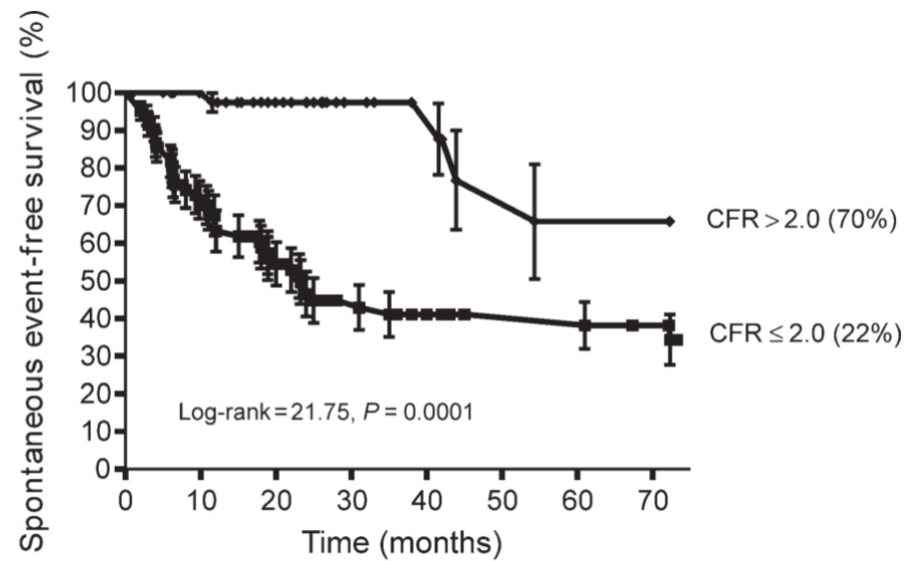 Spontaneous event-free survival (%)
100
90
80
70
60
50
40
30
20
10
0
CFR > 2.0 (70%)
CFR ≤ 2.0 (22%)
Log-rank = 21.75, P = 0.0001
0 10 20 30 40 50 60 70
Time (months)